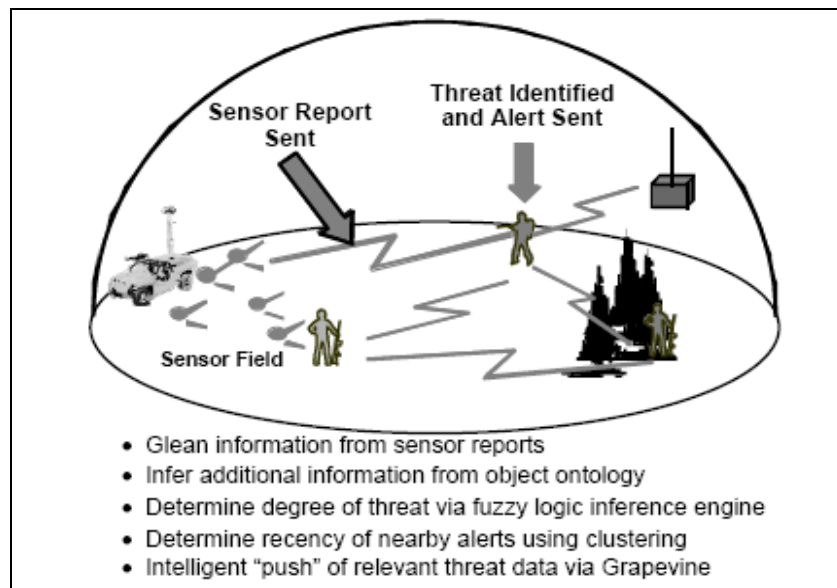 Sensor Report
Sent
Threat Identified
and Alert Sent
Sensor Field
• Glean information from sensor reports
• Infer additional information from object ontology
• Determine degree of threat via fuzzy logic inference engine
• Determine recency of nearby alerts using clustering
• Intelligent “push” of relevant threat data via Grapevine